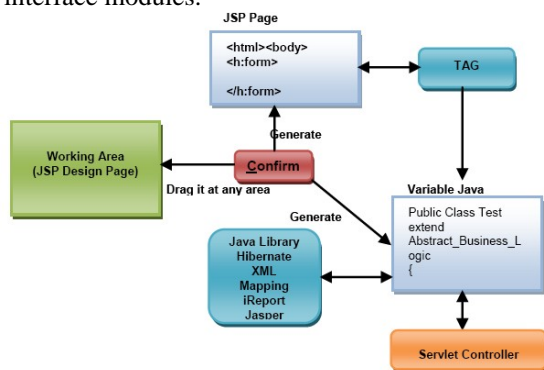 interface modules.
JSP Page
<html><body>
<h:form>
</h:form>
TAG
Generate
Working Area
(JSP Design Page)
Confirm
Drag it at any area
Variable Java
Generate
Public Class Test
extend
Abstract_Business_L
ogic
{
Java Library
Hibernate
XML
Mapping
iReport
Jasper
Servlet Controller